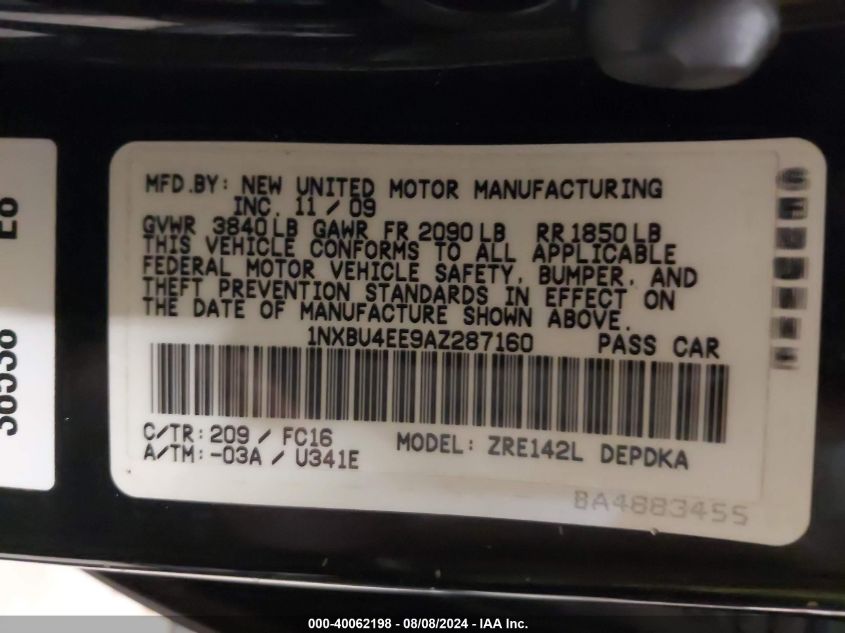 MFD.BY: NEW UNITED MOTOR MANUFACTURING
INC. 11 / 09
GVWR 3840 LB GAWR FR 2090 LB RR 1850 LB
THIS VEHICLE CONFORMS TO ALL APPLICABLE
FEDERAL MOTOR VEHICLE SAFETY, BUMPER, AND
THEFT PREVENTION STANDARDS IN EFFECT ON
THE DATE OF MANUFACTURE SHOWN ABOVE.
1NXBU4EE9AZ287160 PASS CAR
C/TR: 209 / FC16
A/TM: -03A / U341E
MODEL: ZRE142L DEPDKA
BA4883455
000-40062198 - 08/08/2024 - IAA Inc.